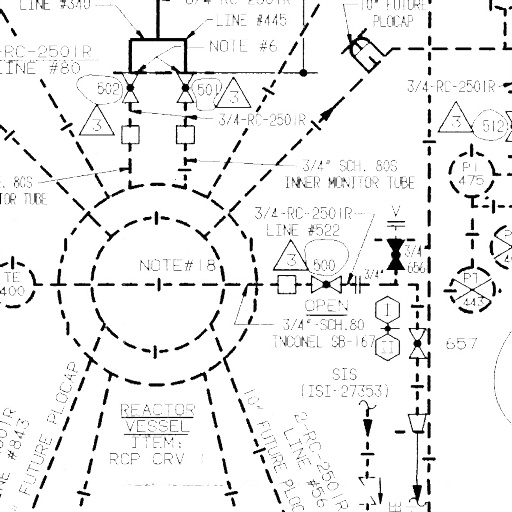 LINE #340
LINE #445
NOTE #6
10" FUTURE
PLOCAP
RC-2501R
LINE #80
502
501
3
3
3/4-RC-2501R
3/4-RC-2501R
3
512
PI
475
3/4" SCH. 80S
INNER MONITOR TUBE
80S
TOR TUBE
3/4-RC-2501R
LINE #522
V
3
500
3/4"
3/4
656
NOTE#18
TE
400
OPEN
3/4"-SCH.80
INCONEL SB-167
I
II
PI
443
657
SIS
(ISI-27353)
REACTOR
VESSEL
ITEM:
RCP CRV
FUTURE PLOCAP
#843
10" FUTURE PLOC
2-RC-2501R
LINE #56